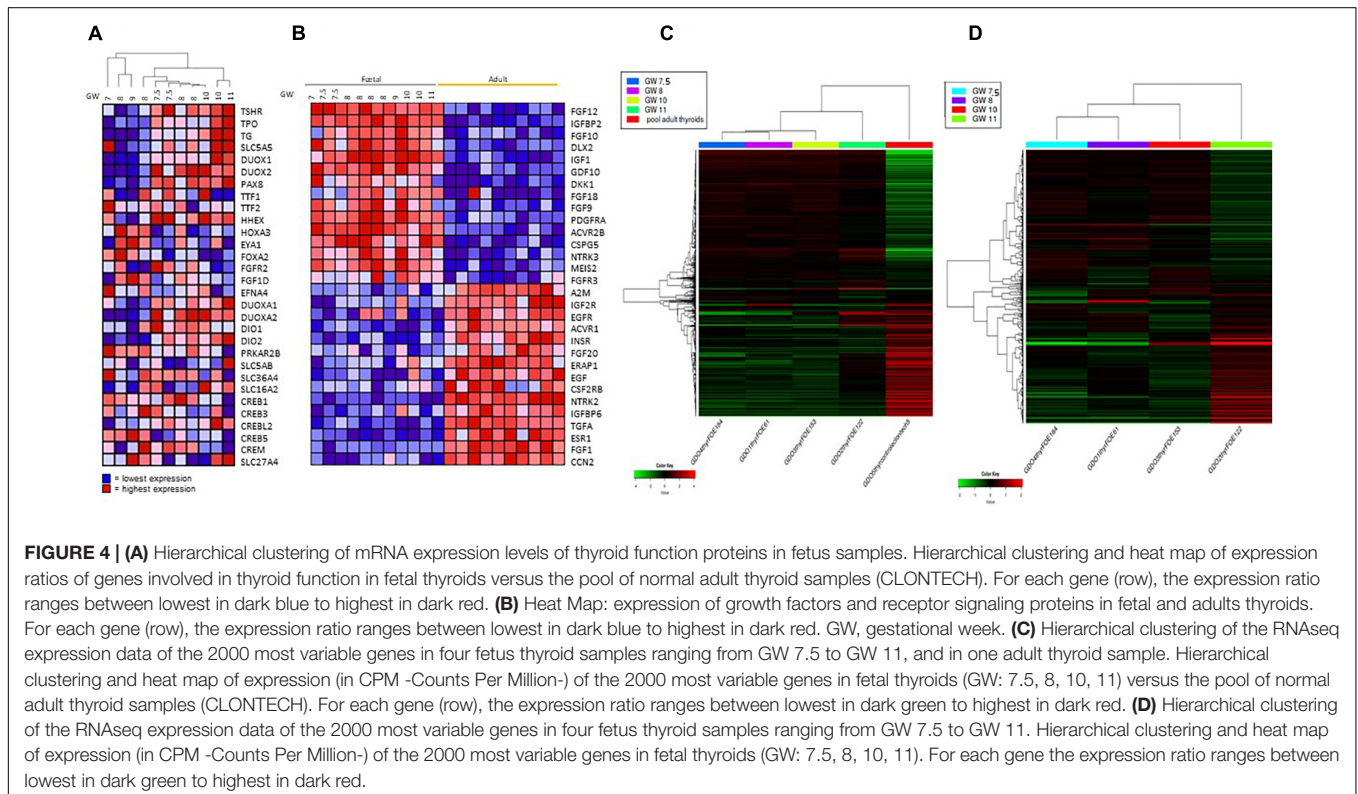 A
B
C
D
GW
7
8
9
8
7.5
7.5
8
8
10
10
11
TSHR
TPO
TG
SLC5A5
DUOX1
DUOX2
PAX8
TTF1
TTF2
HHEX
HOXA3
EYA1
FOXA2
FGFR2
FGF1D
EFNA4
DUOXA1
DUOXA2
DIO1
DIO2
PRKAR2B
SLC5AB
SLC36A4
SLC16A2
CREB1
CREB3
CREBL2
CREB5
CREM
SLC27A4
= lowest expression
= highest expression
Fœtal
Adult
GW
7
7.5
7.5
8
8
8
8
9
10
10
11
FGF12
IGFBP2
FGF10
DLX2
IGF1
GDF10
DKK1
FGF18
FGF9
PDGFRA
ACVR2B
CSPG5
NTRK3
MEIS2
FGFR3
A2M
IGF2R
EGFR
ACVR1
INSR
FGF20
ERAP1
EGF
CSF2RB
NTRK2
IGFBP6
TGFA
ESR1
FGF1
CCN2
GW 7.5
GW 8
GW 10
GW 11
pool adult thyroids
Color Key
Value
GW 7.5
GW 8
GW 10
GW 11
Color Key
-2 -1 0 1 2
Value
FIGURE 4 | (A) Hierarchical clustering of mRNA expression levels of thyroid function proteins in fetus samples. Hierarchical clustering and heat map of expression
ratios of genes involved in thyroid function in fetal thyroids versus the pool of normal adult thyroid samples (CLONTECH). For each gene (row), the expression ratio
ranges between lowest in dark blue to highest in dark red. (B) Heat Map: expression of growth factors and receptor signaling proteins in fetal and adults thyroids.
For each gene (row), the expression ratio ranges between lowest in dark blue to highest in dark red. GW, gestational week. (C) Hierarchical clustering of the RNAseq
expression data of the 2000 most variable genes in four fetus thyroid samples ranging from GW 7.5 to GW 11, and in one adult thyroid sample. Hierarchical
clustering and heat map of expression (in CPM -Counts Per Million-) of the 2000 most variable genes in fetal thyroids (GW: 7.5, 8, 10, 11) versus the pool of normal
adult thyroid samples (CLONTECH). For each gene (row), the expression ratio ranges between lowest in dark green to highest in dark red. (D) Hierarchical clustering
of the RNAseq expression data of the 2000 most variable genes in four fetus thyroid samples ranging from GW 7.5 to GW 11. Hierarchical clustering and heat map
of expression (in CPM -Counts Per Million-) of the 2000 most variable genes in fetal thyroids (GW: 7.5, 8, 10, 11). For each gene the expression ratio ranges between
lowest in dark green to highest in dark red.